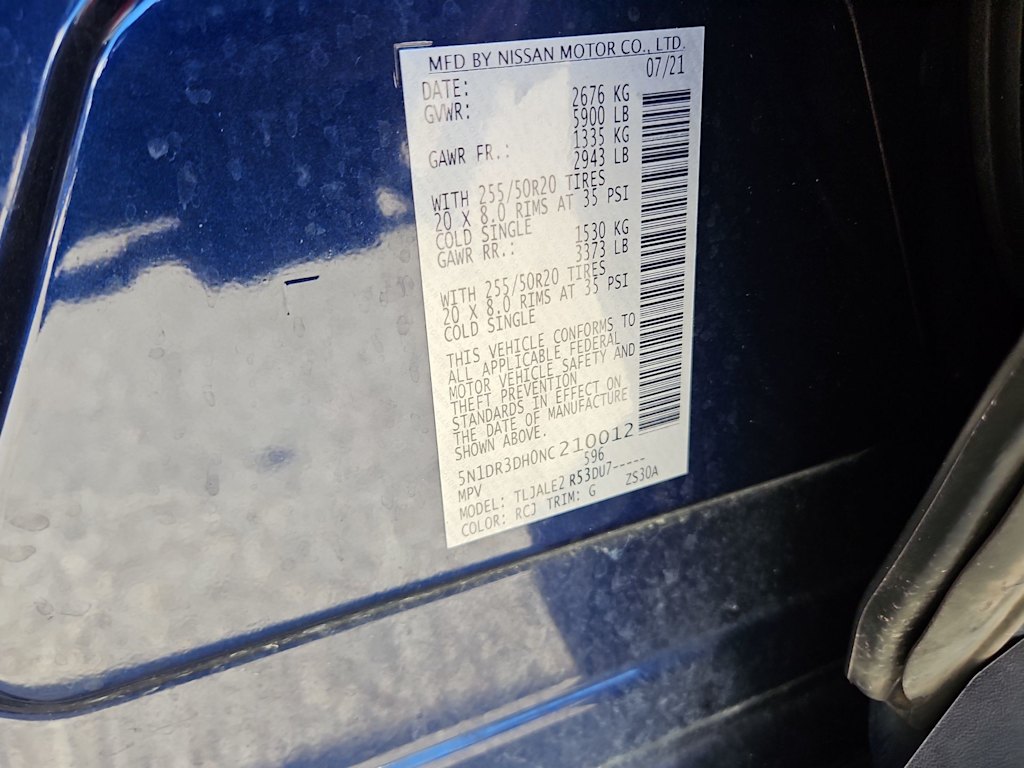 MFD BY NISSAN MOTOR CO., LTD.
DATE: 07/21
GVWR: 2676 KG
5900 LB
GAWR FR.: 1335 KG
2943 LB
WITH 255/50R20 TIRES
20 X 8.0 RIMS AT 35 PSI
COLD SINGLE
GAWR RR.: 1530 KG
3373 LB
WITH 255/50R20 TIRES
20 X 8.0 RIMS AT 35 PSI
COLD SINGLE
THIS VEHICLE CONFORMS TO
ALL APPLICABLE FEDERAL
MOTOR VEHICLE SAFETY AND
THEFT PREVENTION
STANDARDS IN EFFECT ON
THE DATE OF MANUFACTURE
SHOWN ABOVE.
5N1DR3DH0NC210012
MPV 596
MODEL: TLJALE2 R53DU7-----
COLOR: RCJ TRIM: G ZS30A